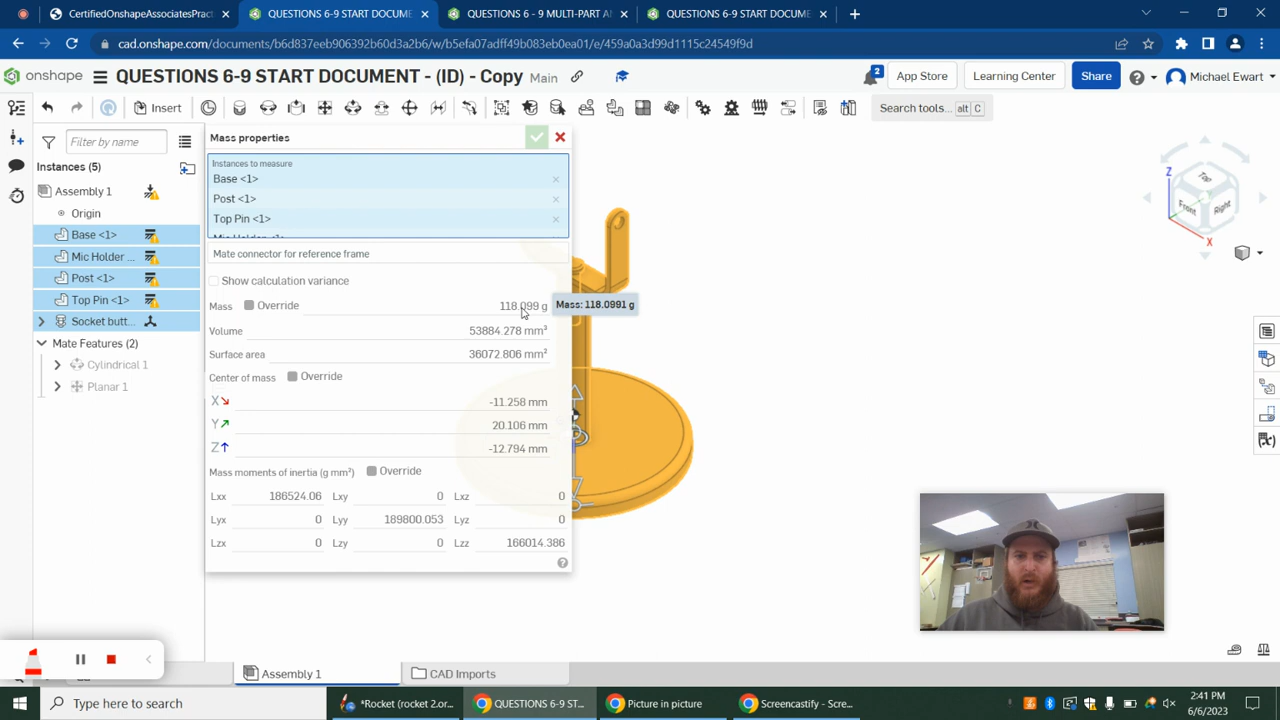 CertifiedOnshapeAssociatesPract
QUESTIONS 6-9 START DOCUME
QUESTIONS 6 - 9 MULTI-PART AN
QUESTIONS 6-9 START DOCUME
cad.onshape.com/documents/b6d837eeb906392b60d3a2b6/w/b5efa07adff49b083eb0ea01/e/459a0a3d99d1115c24549f9d
onshape
QUESTIONS 6-9 START DOCUMENT - (ID) - Copy
Main
2
App Store
Learning Center
Share
Michael Ewart
Insert
Search tools...
alt C
Filter by name
Instances (5)
Assembly 1
Origin
Base <1>
Mic Holder ...
Post <1>
Top Pin <1>
Socket butt...
Mate Features (2)
Cylindrical 1
Planar 1
Mass properties
Instances to measure
Base <1>
Post <1>
Top Pin <1>
Mate connector for reference frame
Show calculation variance
Mass Override 118.099 g
Mass: 118.0991 g
Volume 53884.278 mm³
Surface area 36072.806 mm²
Center of mass Override
X -11.258 mm
Y 20.106 mm
Z -12.794 mm
Mass moments of inertia (g mm²) Override
Lxx 186524.06 Lxy 0 Lxz 0
Lyx 0 Lyy 189800.053 Lyz 0
Lzx 0 Lzy 0 Lzz 166014.386
Z
Front
Right
X
Assembly 1
CAD Imports
Type here to search
*Rocket (rocket 2.or...
QUESTIONS 6-9 ST...
Picture in picture
Screencastify - Scre...
2:41 PM
6/6/2023